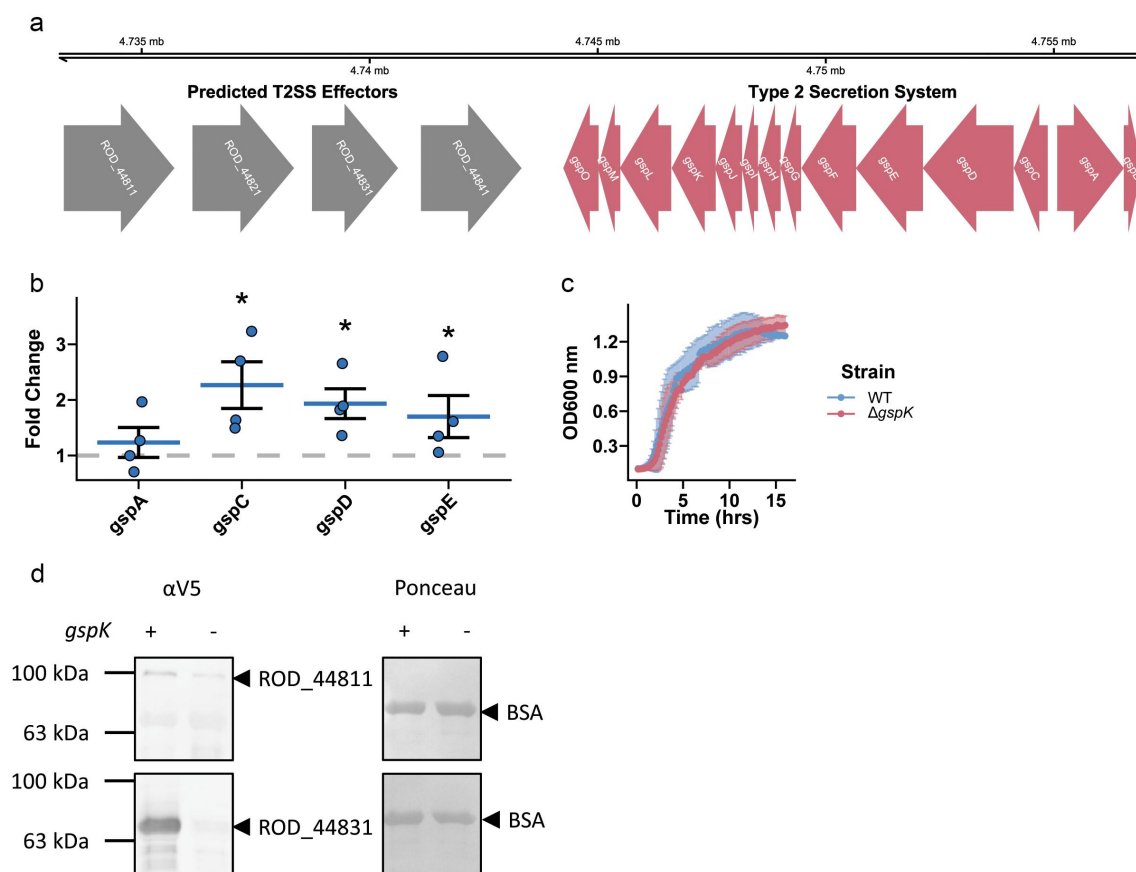 a
4.735 mb
4.745 mb
4.755 mb
4.74 mb
4.75 mb
Predicted T2SS Effectors
Type 2 Secretion System
ROD_44811
ROD_44821
ROD_44831
ROD_44841
gspO
gspM
gspL
gspK
gspJ
gspI
gspH
gspG
gspF
gspE
gspD
gspC
gspA
b
Fold Change
3
2
1
*
*
*
gspA
gspC
gspD
gspE
c
OD600 nm
1.2
0.9
0.6
0.3
0
5
10
15
Time (hrs)
Strain
WT
ΔgspK
d
αV5
Ponceau
gspK
+
-
+
-
100 kDa
ROD_44811
63 kDa
BSA
100 kDa
ROD_44831
63 kDa
BSA